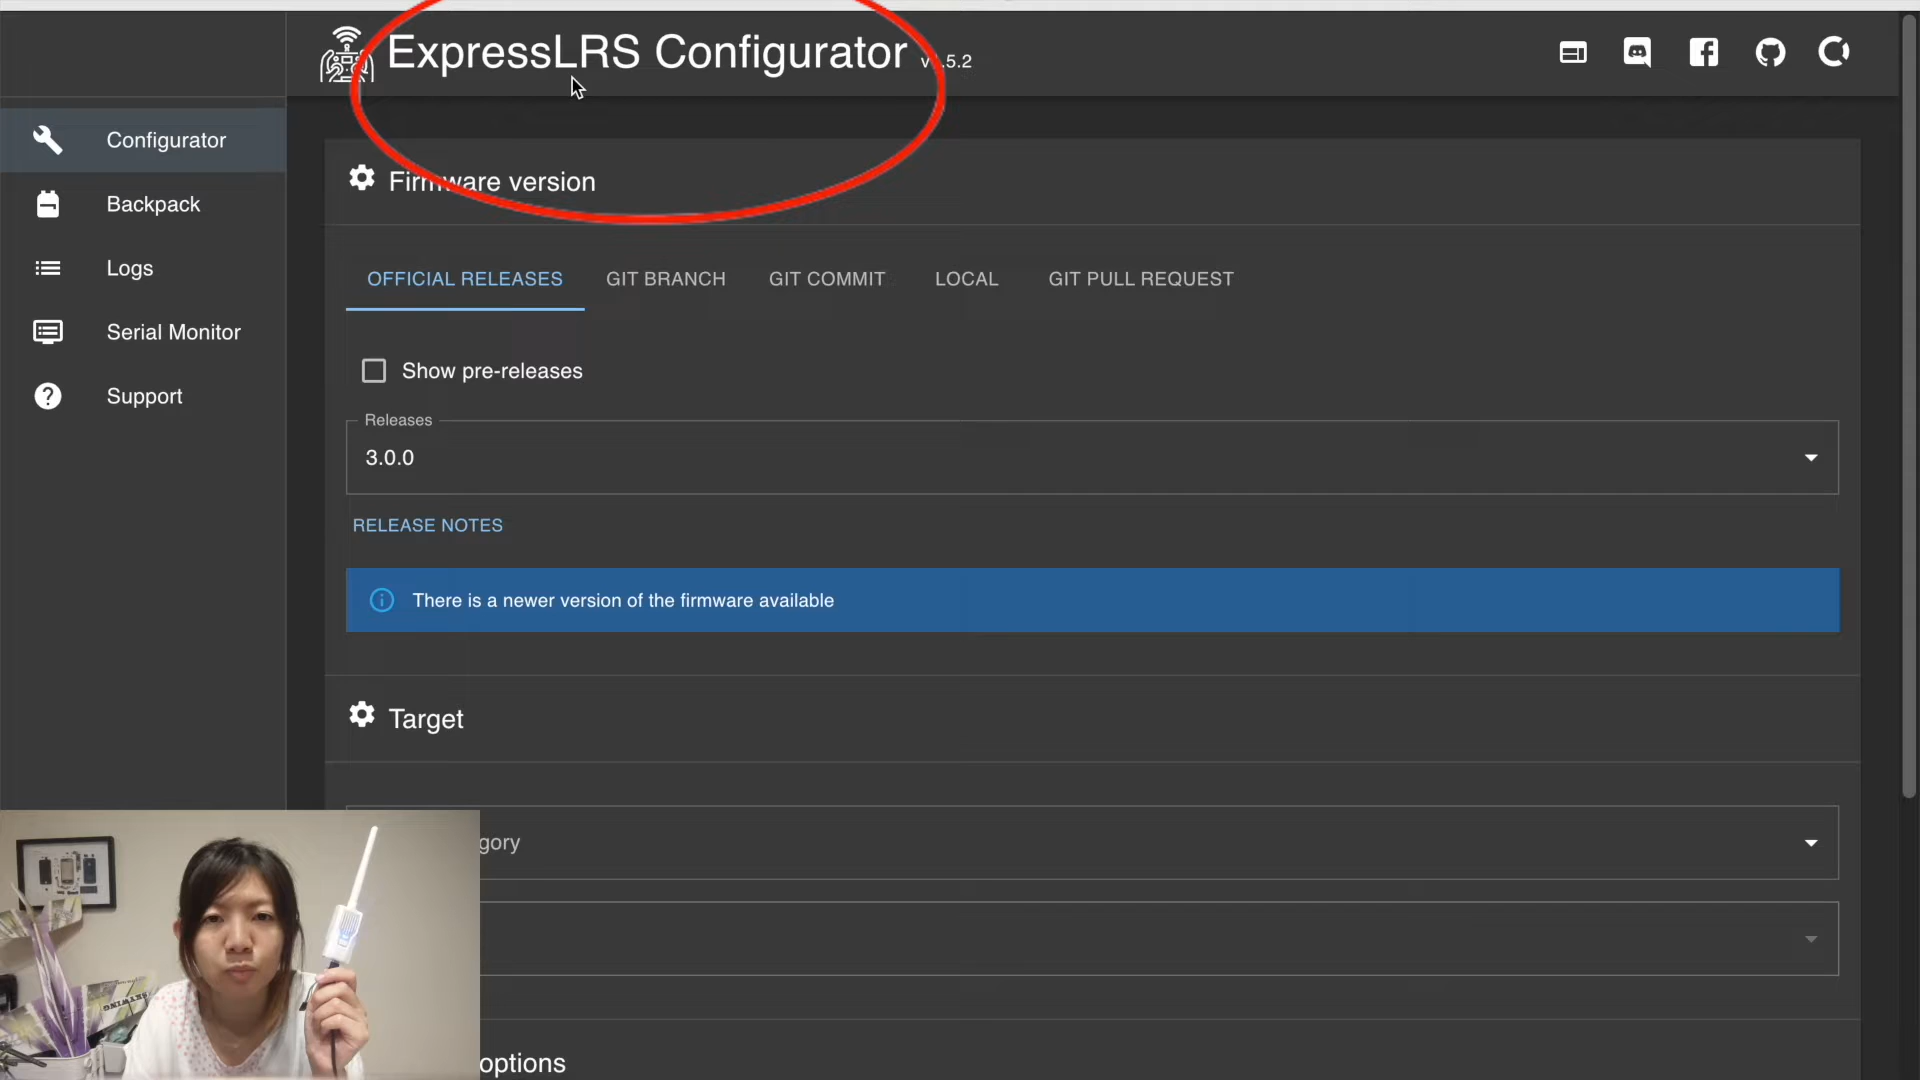 ExpressLRS Configurator
Configurator
Backpack
Logs
Serial Monitor
Support
Firmware version
OFFICIAL RELEASES GIT BRANCH GIT COMMIT LOCAL GIT PULL REQUEST
Show pre-releases
Releases
3.0.0
RELEASE NOTES
There is a newer version of the firmware available
Target
gory
options
SKYWING